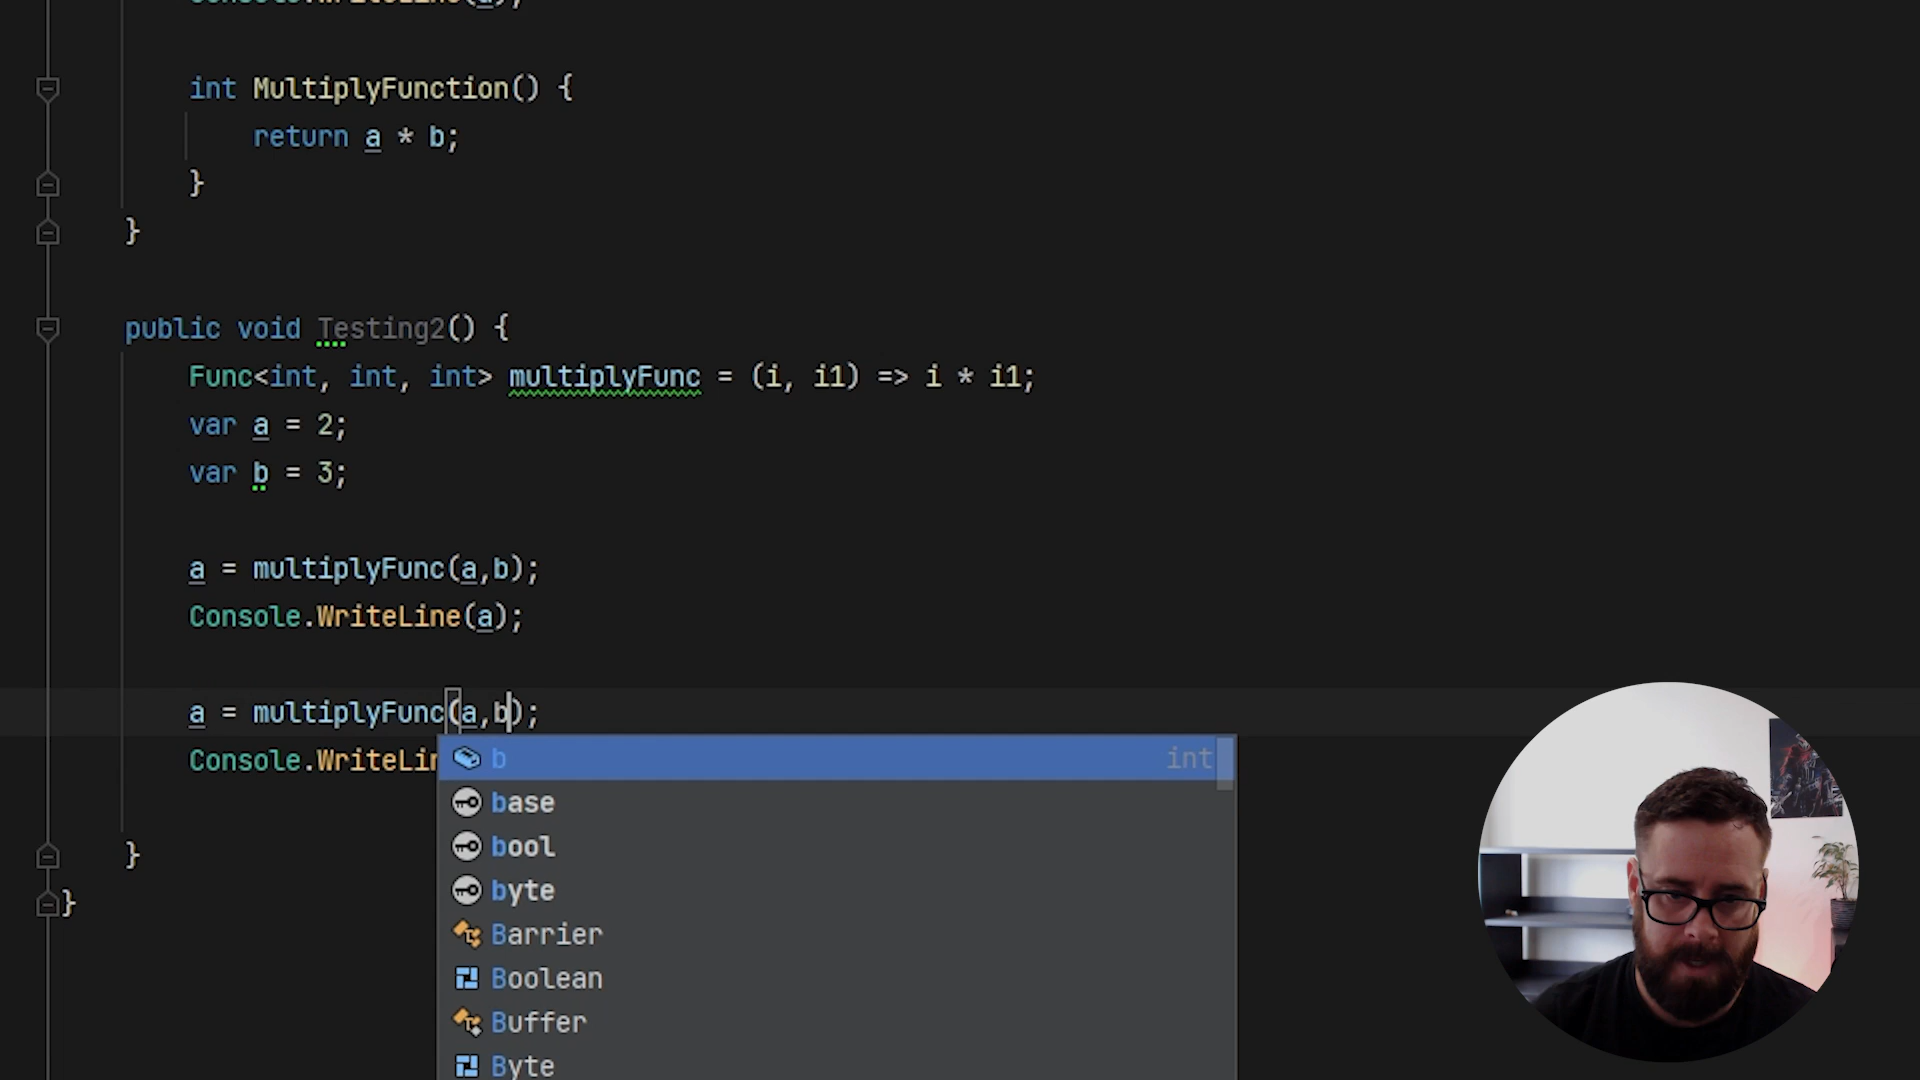 int MultiplyFunction() {
return a * b;
}
}
public void Testing2() {
Func<int, int, int> multiplyFunc = (i, i1) => i * i1;
var a = 2;
var b = 3;
a = multiplyFunc(a,b);
Console.WriteLine(a);
a = multiplyFunc(a,b);
Console.WriteLin
b int
base
bool
byte
Barrier
Boolean
Buffer
Byte
}
}